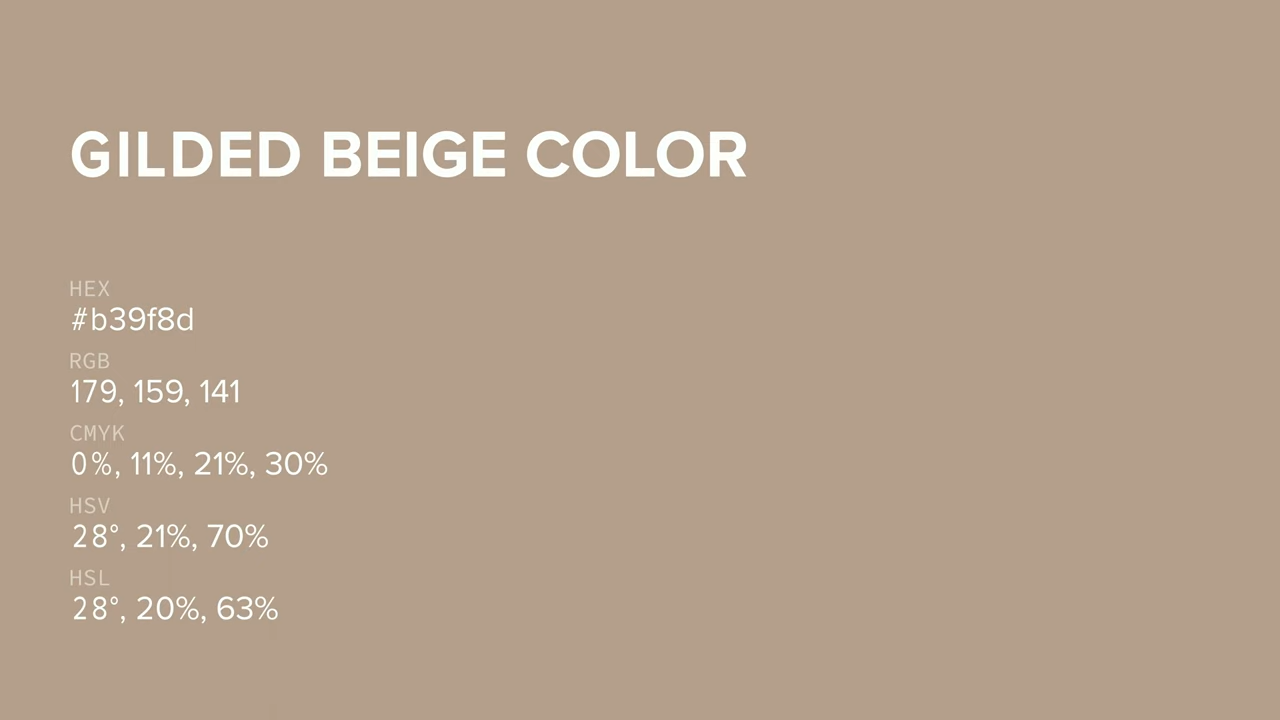 GILDED BEIGE COLOR
HEX
#b39f8d
RGB
179, 159, 141
CMYK
0%, 11%, 21%, 30%
HSV
28°, 21%, 70%
HSL
28°, 20%, 63%